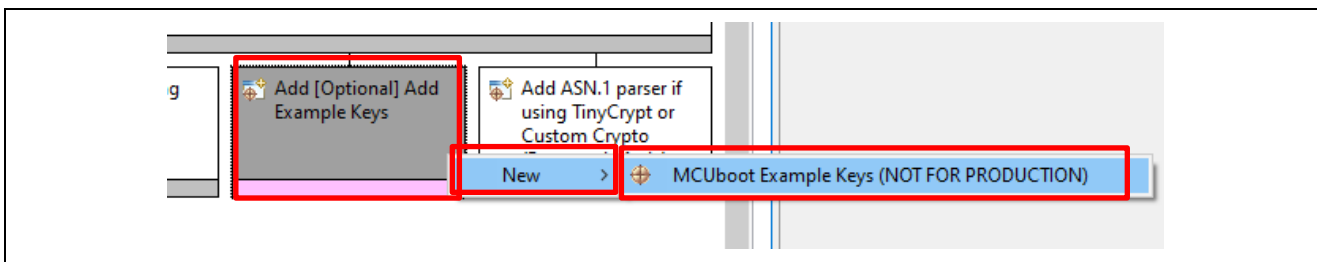 Add [Optional] Add
Example Keys
Add ASN.1 parser if
using TinyCrypt or
Custom Crypto
New >
MCUboot Example Keys (NOT FOR PRODUCTION)